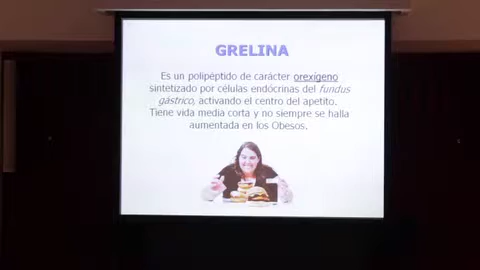 GRELINA
Es un polipéptido de carácter orexígeno
sintetizado por células endócrinas del fundus
gástrico, activando el centro del apetito.
Tiene vida media corta y no siempre se halla
aumentada en los Obesos.